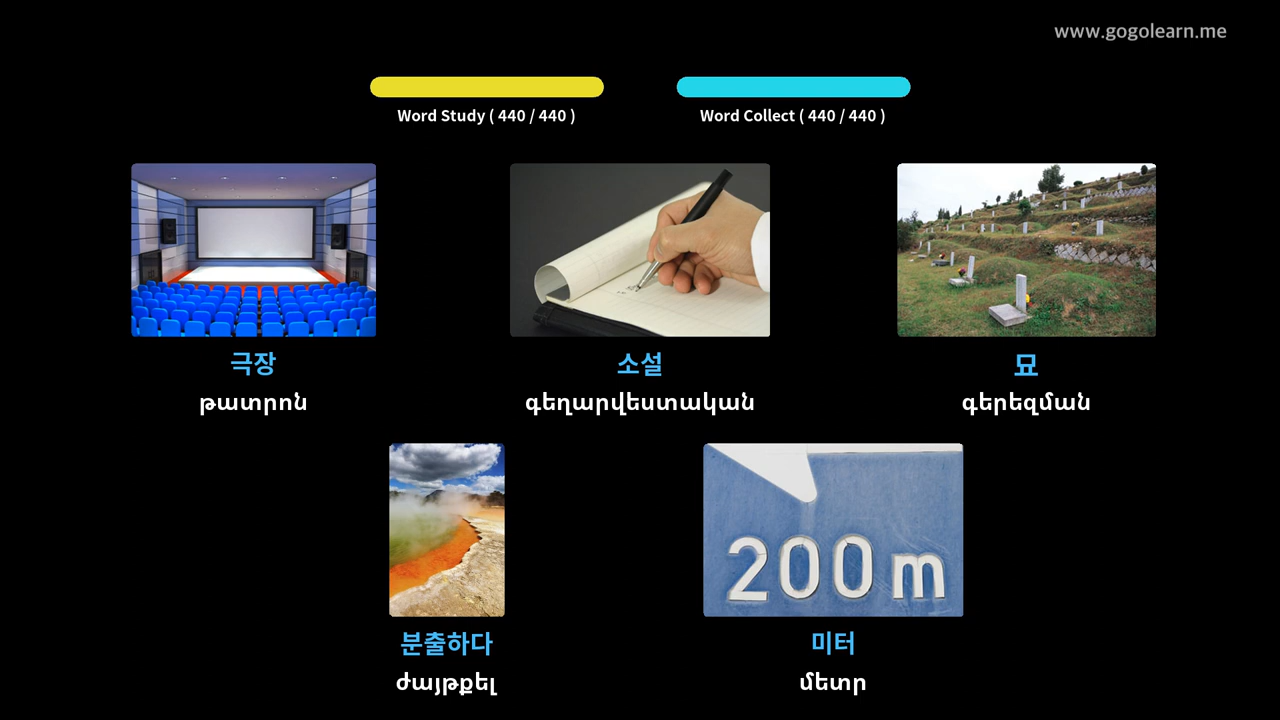 www.gogolearn.me
Word Study ( 440 / 440 )
Word Collect ( 440 / 440 )
극장
소설
묘
թատրոն
գեղարվեստական
գերեզման
200 m
분출하다
미터
ժայթքել
մետր